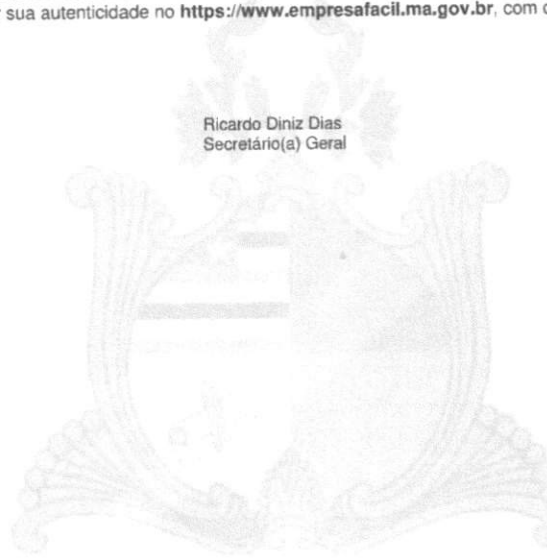 sua autenticidade no https://www.empresafacil.ma.gov.br, com
Ricardo Diniz Dias
Secretário(a) Geral